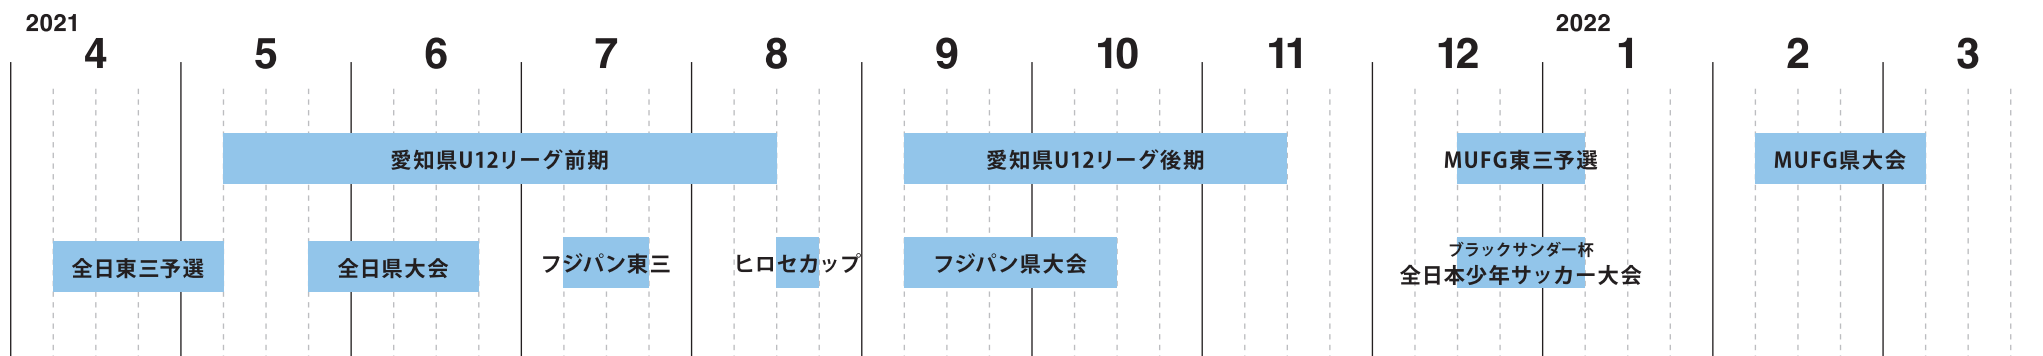 2021
2022
4 5 6 7 8 9 10 11 12 1 2 3
愛知県U12リーグ前期 愛知県U12リーグ後期 MUFG東三予選 MUFG県大会
全日東三予選 全日県大会 フジパン東三 ヒロセカップ フジパン県大会
ブラックサンダー杯
全日本少年サッカー大会